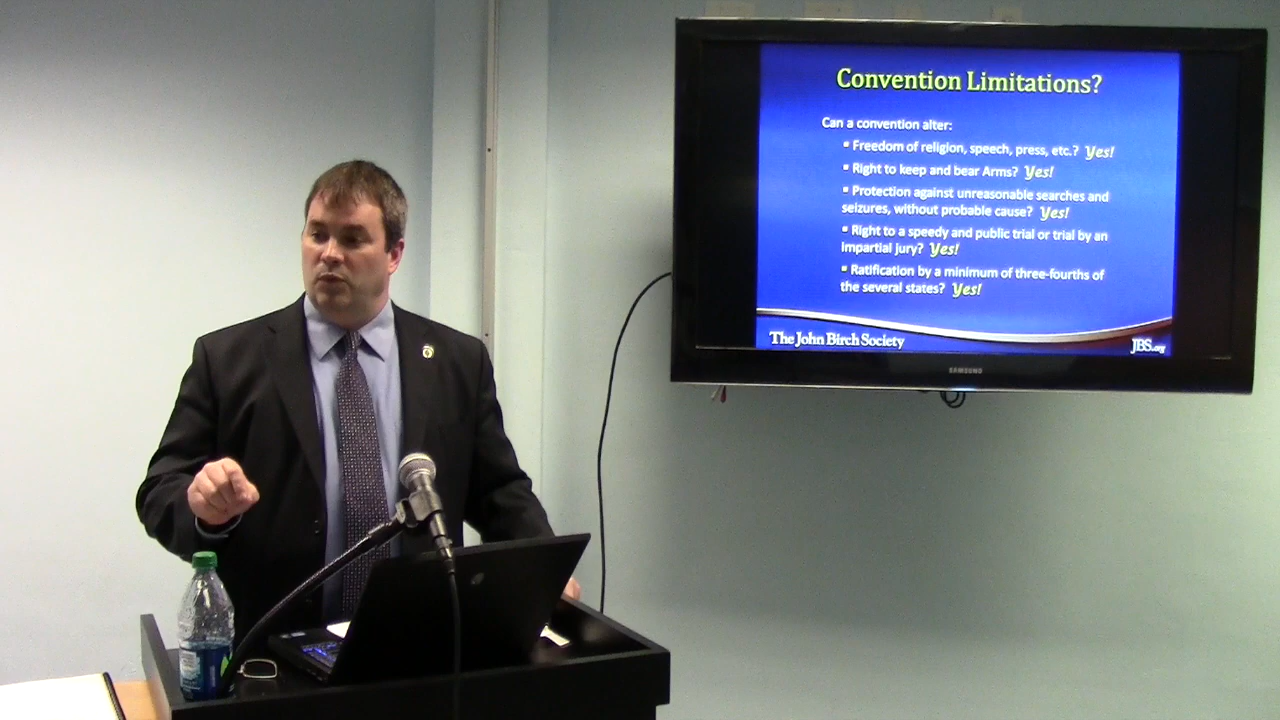 Convention Limitations?
Can a convention alter:
▪ Freedom of religion, speech, press, etc.? Yes!
▪ Right to keep and bear Arms? Yes!
▪ Protection against unreasonable searches and
seizures, without probable cause? Yes!
▪ Right to a speedy and public trial or trial by an
impartial jury? Yes!
▪ Ratification by a minimum of three-fourths of
the several states? Yes!
The John Birch Society
JBS.org
SAMSUNG